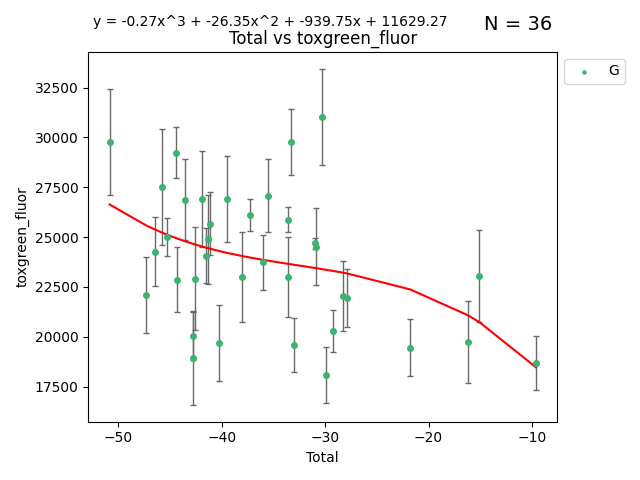 y = -0.27x^3 + -26.35x^2 + -939.75x + 11629.27
N = 36
Total vs toxgreen_fluor
G
toxgreen_fluor
32500
30000
27500
25000
22500
20000
17500
−50 −40 −30 −20 −10
Total